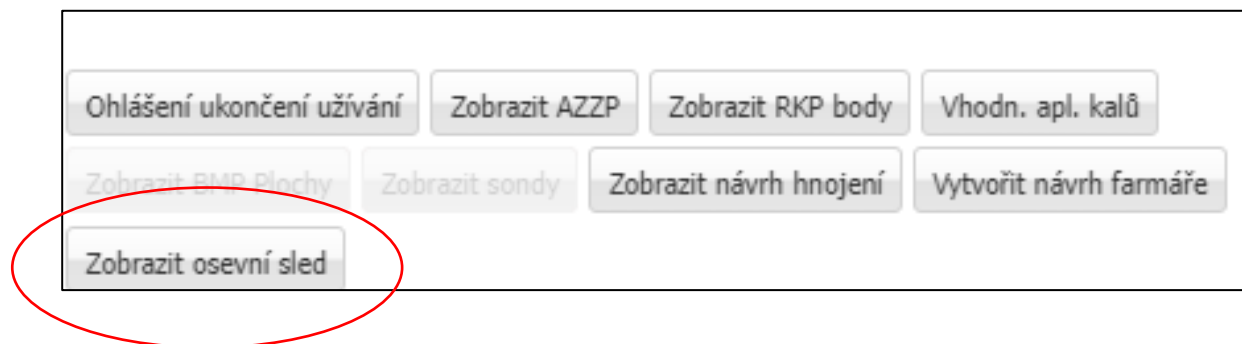 Ohlášení ukončení užívání Zobrazit AZZP Zobrazit RKP body Vhodn. apl. kalů
Zobrazit BMP Plochy Zobrazit sondy Zobrazit návrh hnojení Vytvořit návrh farmáře
Zobrazit osevní sled